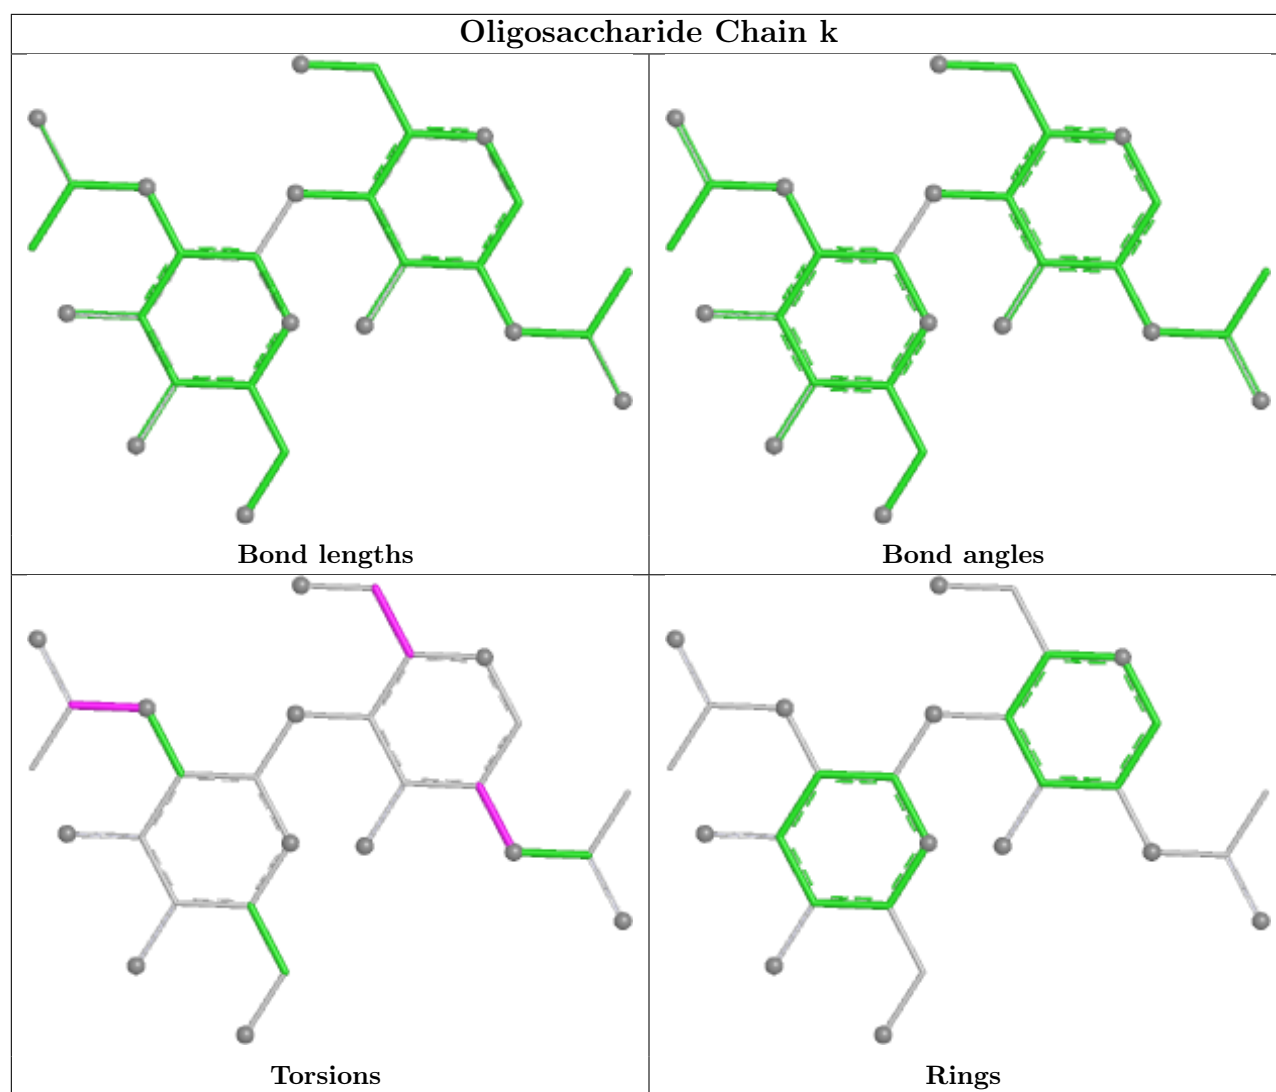 Oligosaccharide Chain k
Bond lengths
Bond angles
Torsions
Rings